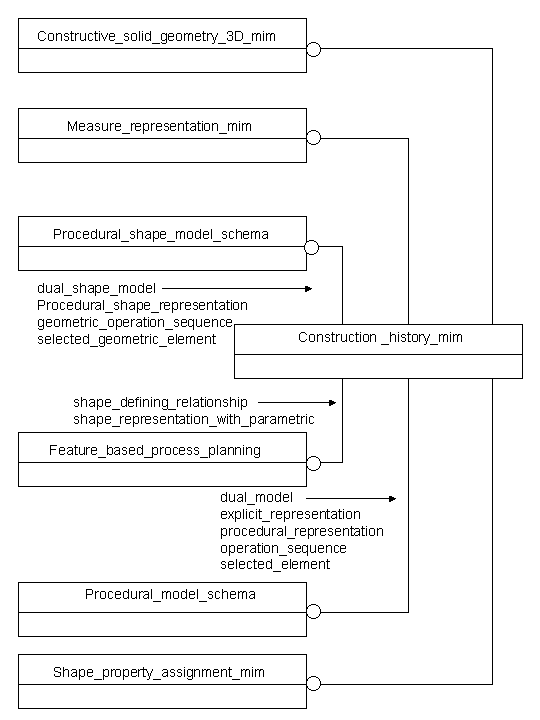 Constructive_solid_geometry_3D_mim
Measure_representation_mim
Procedural_shape_model_schema
dual_shape_model
Procedural_shape_representation
geometric_operation_sequence
selected_geometric_element
Construction _history_mim
shape_defining_relationship
shape_representation_with_parametric
Feature_based_process_planning
dual_model
explicit_representation
procedural_representation
operation_sequence
selected_element
Procedural_model_schema
Shape_property_assignment_mim